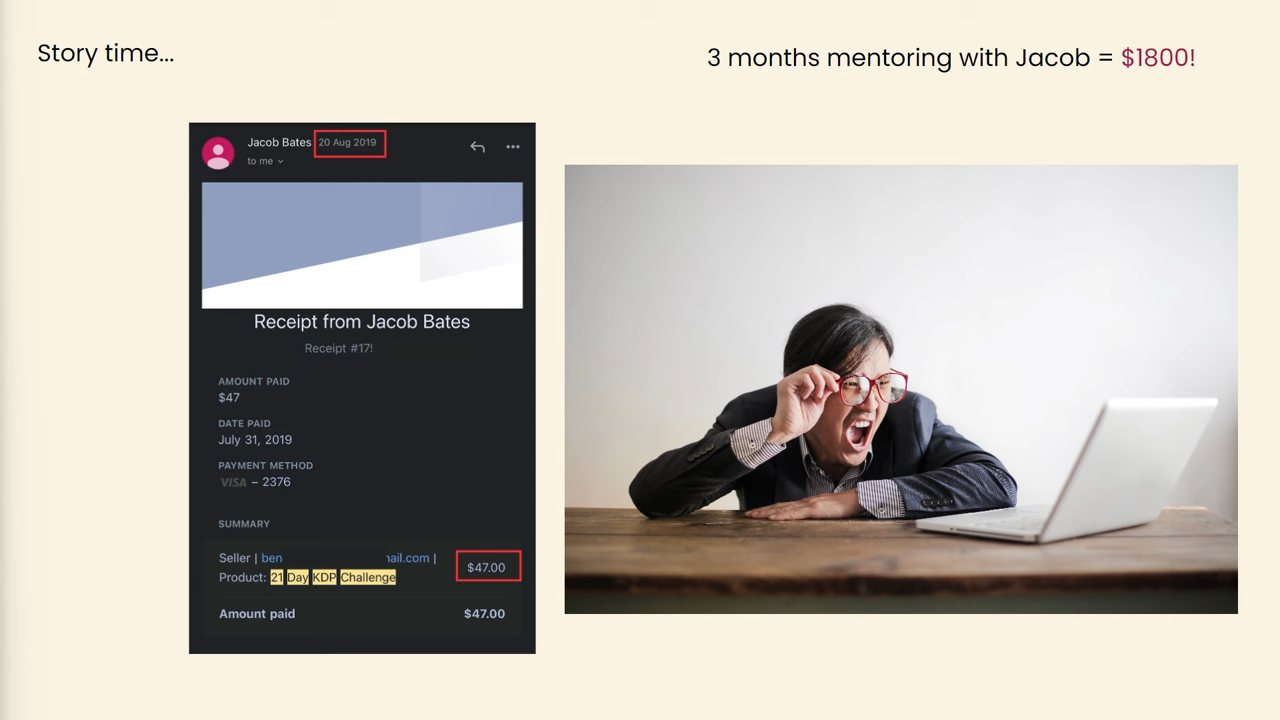 Story time...
3 months mentoring with Jacob = $1800!
Jacob Bates 20 Aug 2019
to me
Receipt from Jacob Bates
Receipt #17!
AMOUNT PAID
$47
DATE PAID
July 31, 2019
PAYMENT METHOD
VISA – 2376
SUMMARY
Seller | ben ail.com |
Product: 21 Day KDP Challenge
$47.00
Amount paid $47.00